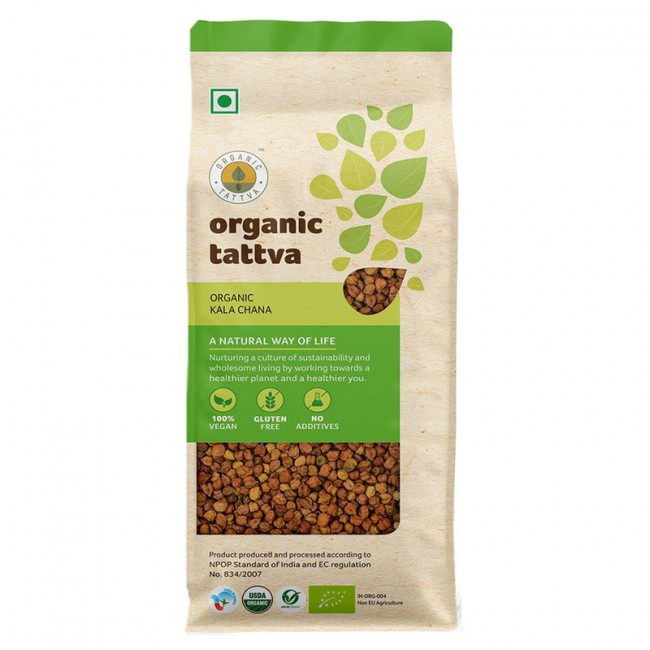 ORGANIC
TATTVA
TM
organic
tattva
ORGANIC
KALA CHANA
A NATURAL WAY OF LIFE
Nurturing a culture of sustainability and
wholesome living by working towards a
healthier planet and a healthier you.
100%
VEGAN
GLUTEN
FREE
NO
ADDITIVES
Product produced and processed according to
NPOP Standard of India and EC regulation
No. 834/2007
USDA
ORGANIC
IN-ORG-004
Non EU Agriculture